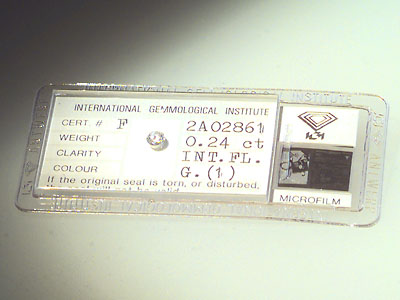 INTERNATIONAL GEMMOLOGICAL INSTITUTE
CERT # F 2A02861
WEIGHT 0.24 ct
CLARITY INT.FL.
COLOUR G.(1)
If the original seal is torn, or disturbed,
MICROFILM
INSTITUTE